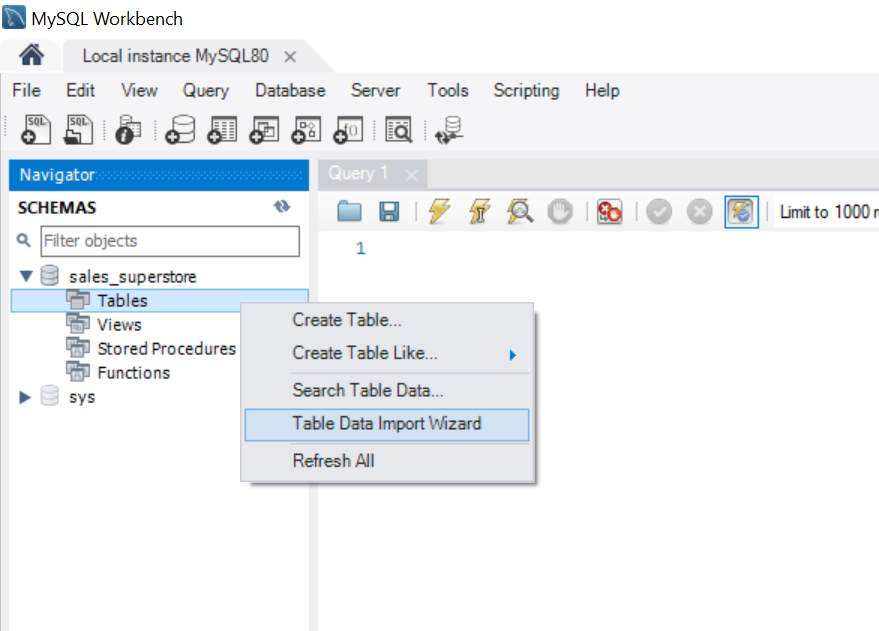 MySQL Workbench
Local instance MySQL80
File Edit View Query Database Server Tools Scripting Help
SQL SQL
Navigator
Query 1
SCHEMAS
Limit to 1000 r
Filter objects
1
sales_superstore
Tables
Views
Stored Procedures
Functions
sys
Create Table...
Create Table Like...
Search Table Data...
Table Data Import Wizard
Refresh All